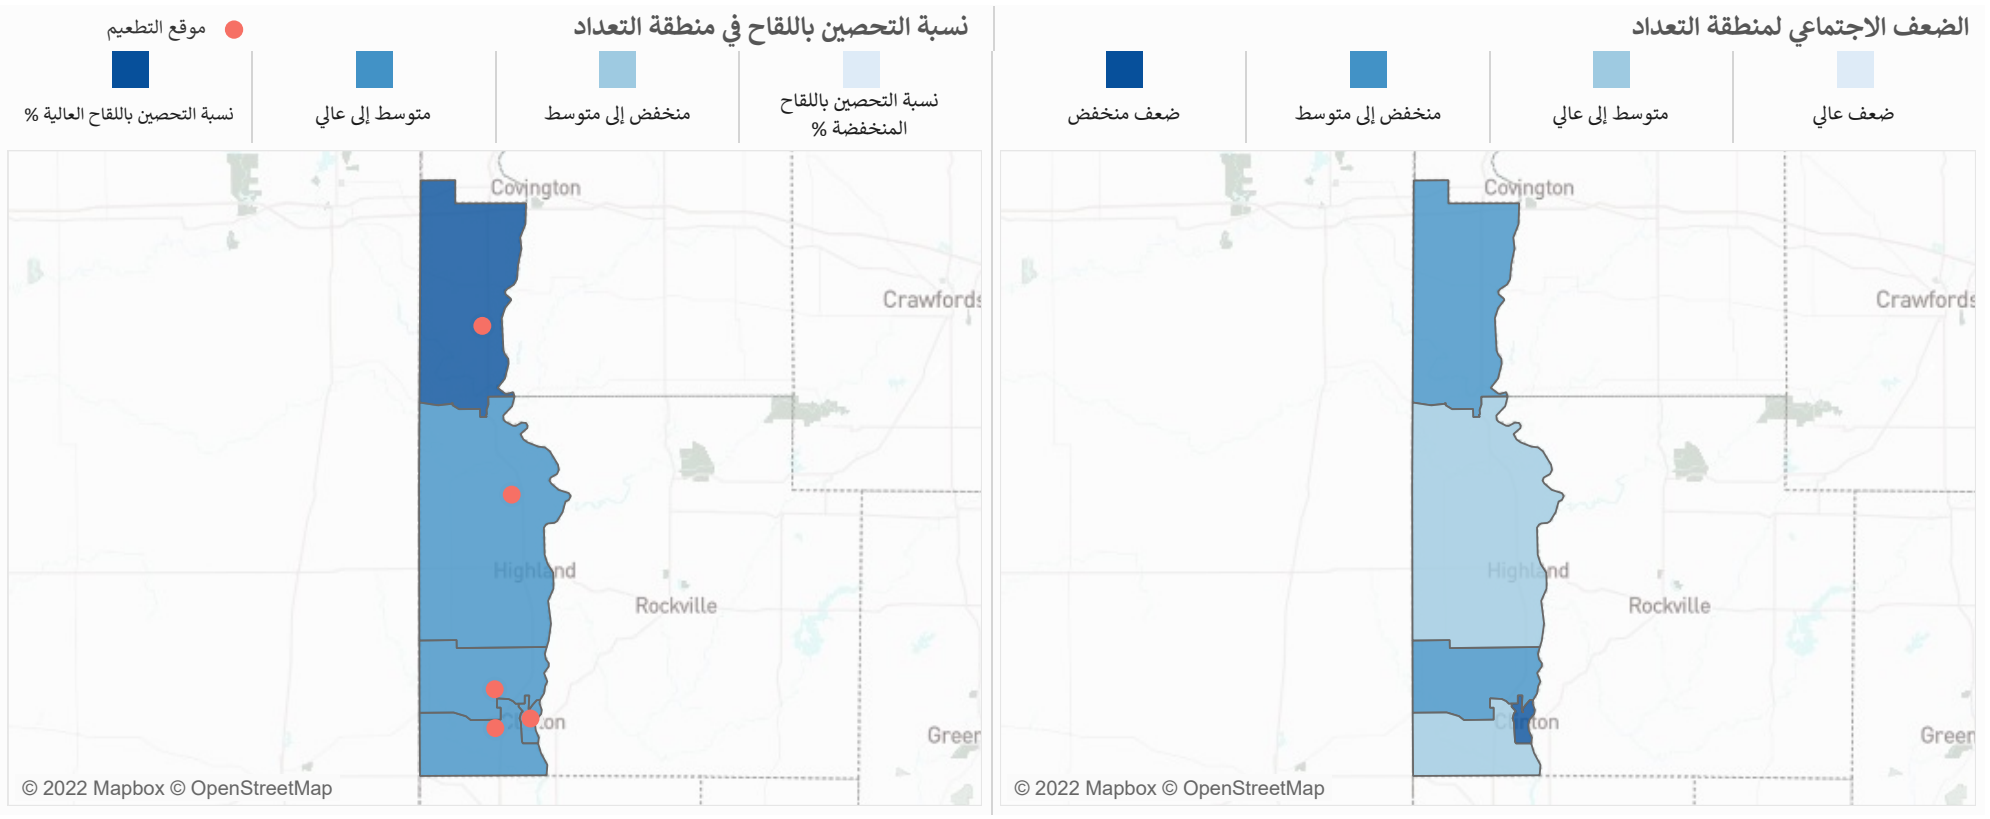 الضعف الاجتماعي لمنطقة التعداد
ضعف عالي
متوسط إلى عالي
منخفض إلى متوسط
ضعف منخفض
Covington
Crawfords
Highland
Rockville
Clinton
Green
© 2022 Mapbox © OpenStreetMap
نسبة التحصين باللقاح في منطقة التعداد
موقع التطعيم
نسبة التحصين باللقاح
المنخفضة %
منخفض إلى متوسط
متوسط إلى عالي
نسبة التحصين باللقاح العالية %
Covington
Crawfords
Highland
Rockville
Clinton
Green
© 2022 Mapbox © OpenStreetMap